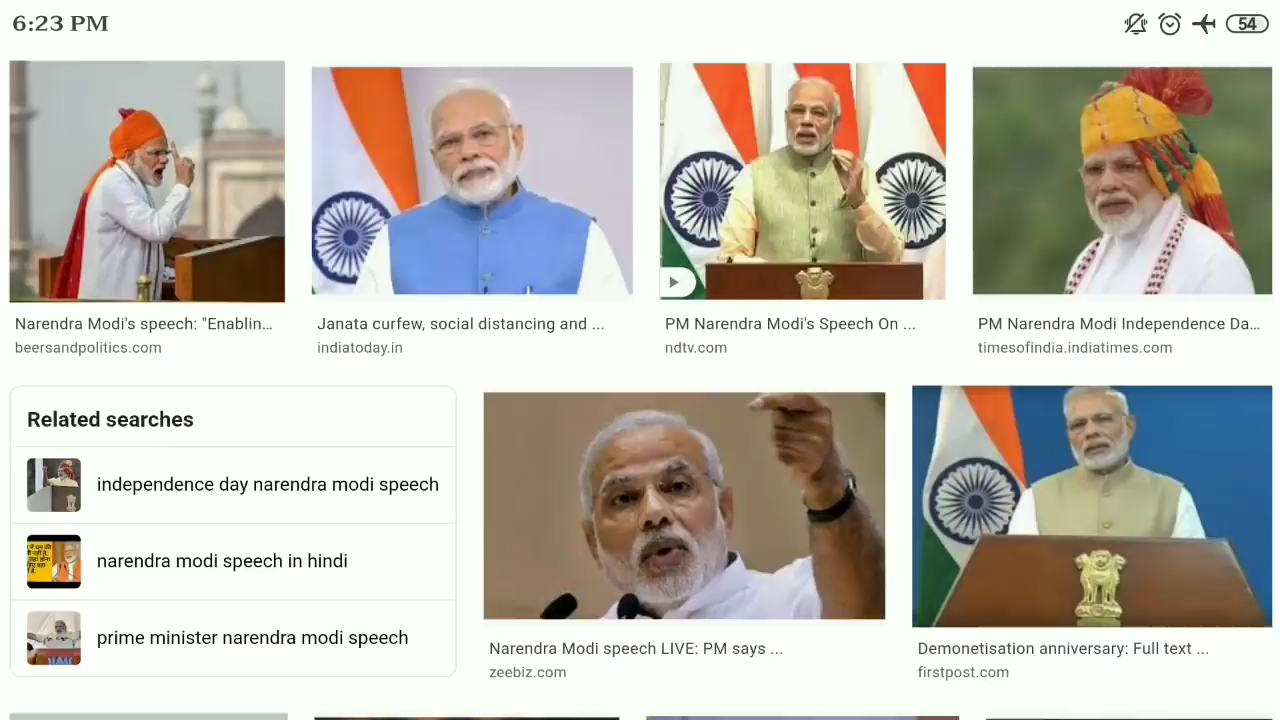 6:23 PM
54
Narendra Modi's speech: "Enablin...
beersandpolitics.com
Janata curfew, social distancing and ...
indiatoday.in
PM Narendra Modi's Speech On ...
ndtv.com
PM Narendra Modi Independence Da...
timesofindia.indiatimes.com
Related searches
independence day narendra modi speech
narendra modi speech in hindi
prime minister narendra modi speech
Narendra Modi speech LIVE: PM says ...
zeebiz.com
Demonetisation anniversary: Full text ...
firstpost.com